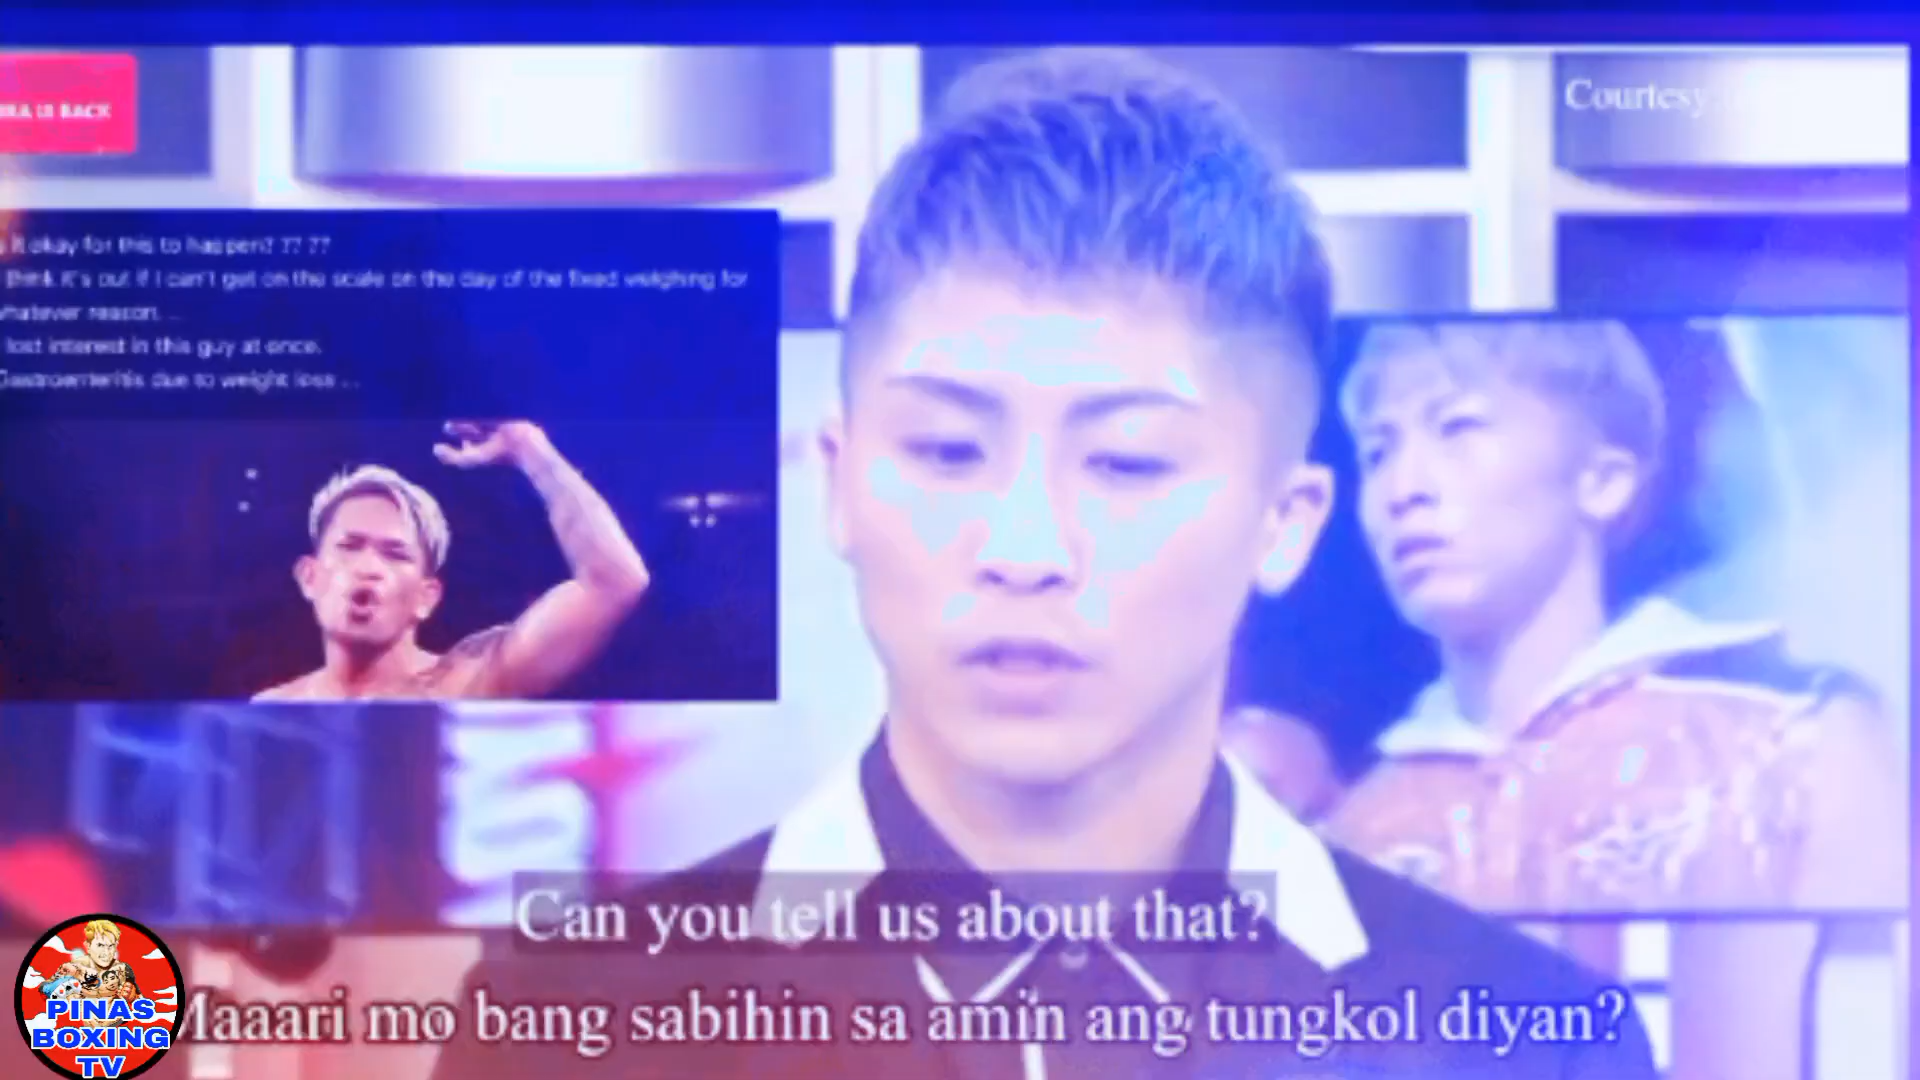 IS BACK
Courtesy
it okay for this to happen? ?? ??
think it's out if I can't get on the scale on the day of the fixed weighing for
whatever reason. ...
lost interest in this guy at once.
Gastroenteritis due to weight loss ...
Can you tell us about that?
Maaari mo bang sabihin sa amin ang tungkol diyan?
PINAS
BOXING
TV